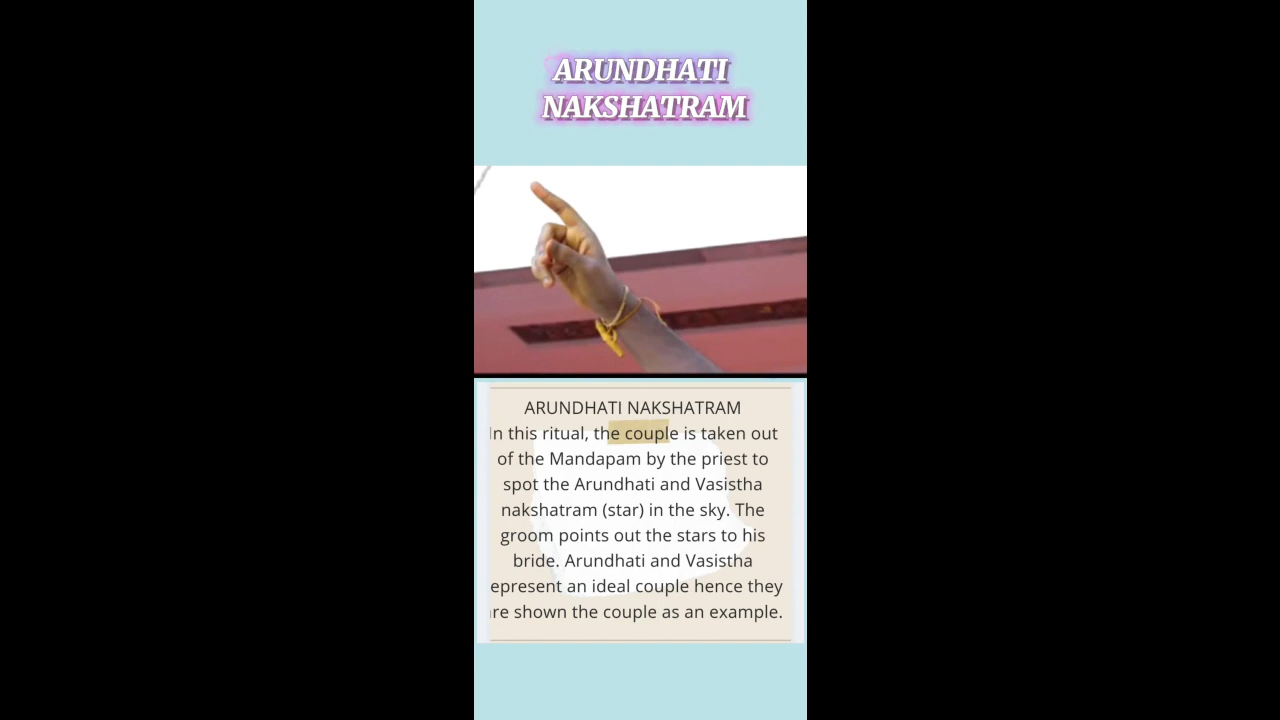 ARUNDHATI
NAKSHATRAM
ARUNDHATI NAKSHATRAM
In this ritual, the couple is taken out
of the Mandapam by the priest to
spot the Arundhati and Vasistha
nakshatram (star) in the sky. The
groom points out the stars to his
bride. Arundhati and Vasistha
epresent an ideal couple hence they
re shown the couple as an example.